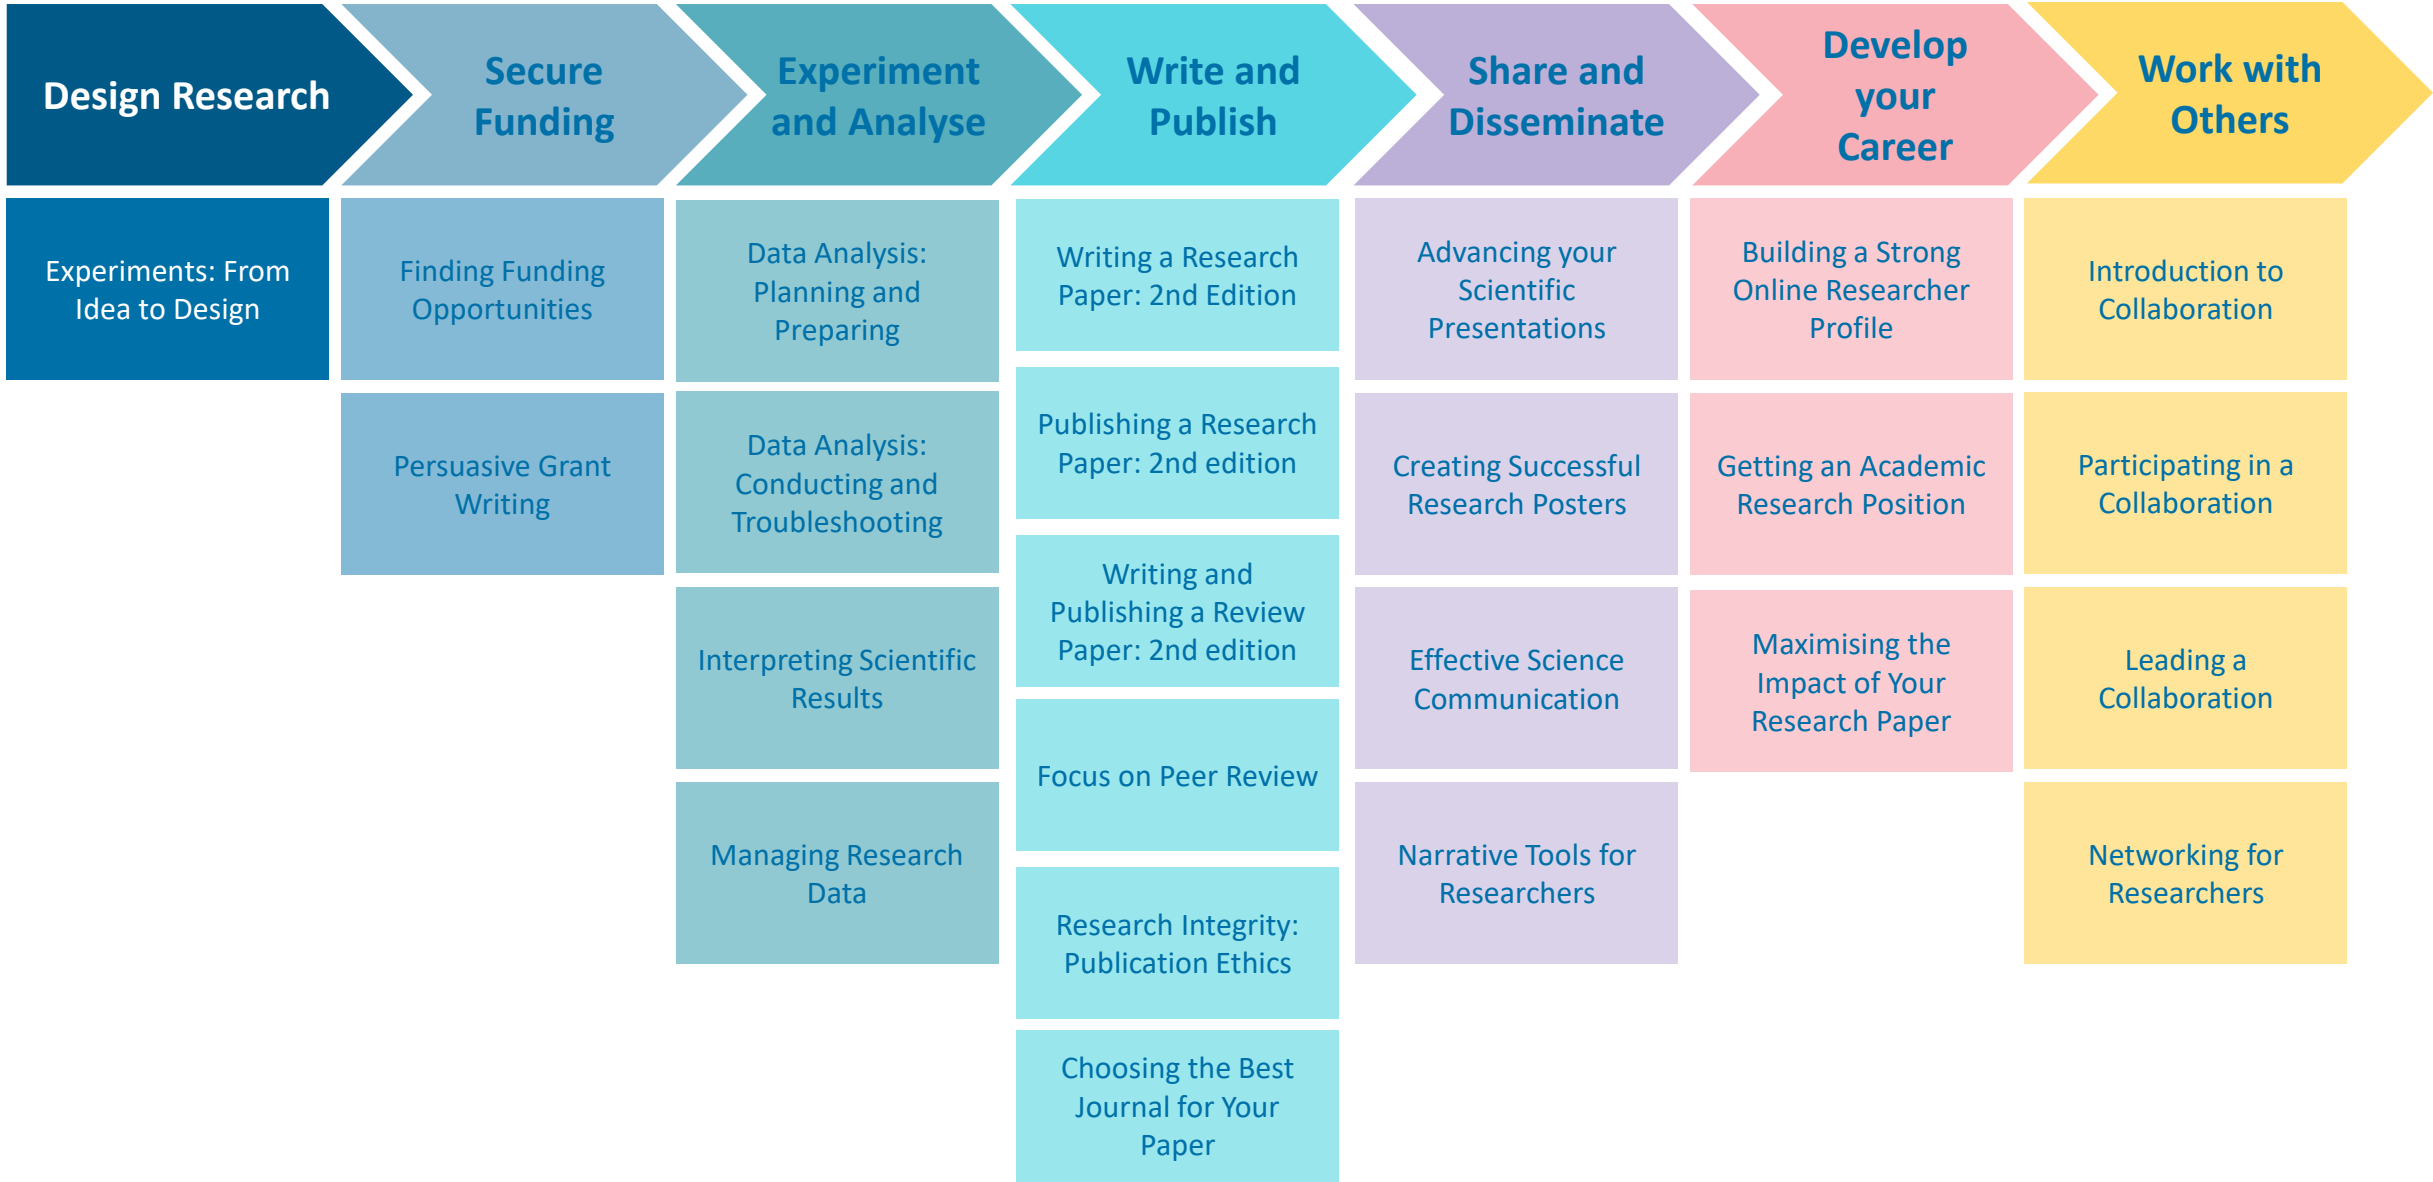 Design Research
Secure
Funding
Experiment
and Analyse
Write and
Publish
Share and
Disseminate
Develop
your
Career
Work with
Others
Experiments: From
Idea to Design
Finding Funding
Opportunities
Persuasive Grant
Writing
Data Analysis:
Planning and
Preparing
Data Analysis:
Conducting and
Troubleshooting
Interpreting Scientific
Results
Managing Research
Data
Writing a Research
Paper: 2nd Edition
Publishing a Research
Paper: 2nd edition
Writing and
Publishing a Review
Paper: 2nd edition
Focus on Peer Review
Research Integrity:
Publication Ethics
Choosing the Best
Journal for Your
Paper
Advancing your
Scientific
Presentations
Creating Successful
Research Posters
Effective Science
Communication
Narrative Tools for
Researchers
Building a Strong
Online Researcher
Profile
Getting an Academic
Research Position
Maximising the
Impact of Your
Research Paper
Introduction to
Collaboration
Participating in a
Collaboration
Leading a
Collaboration
Networking for
Researchers